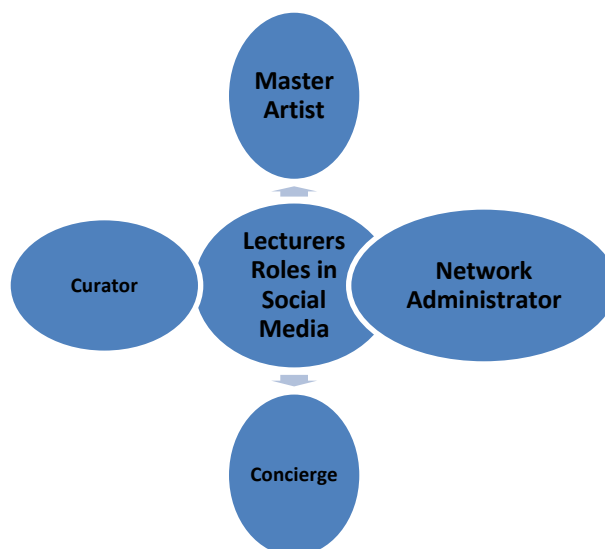 Master
Artist
Curator
Lecturers
Roles in
Social
Media
Network
Administrator
Concierge